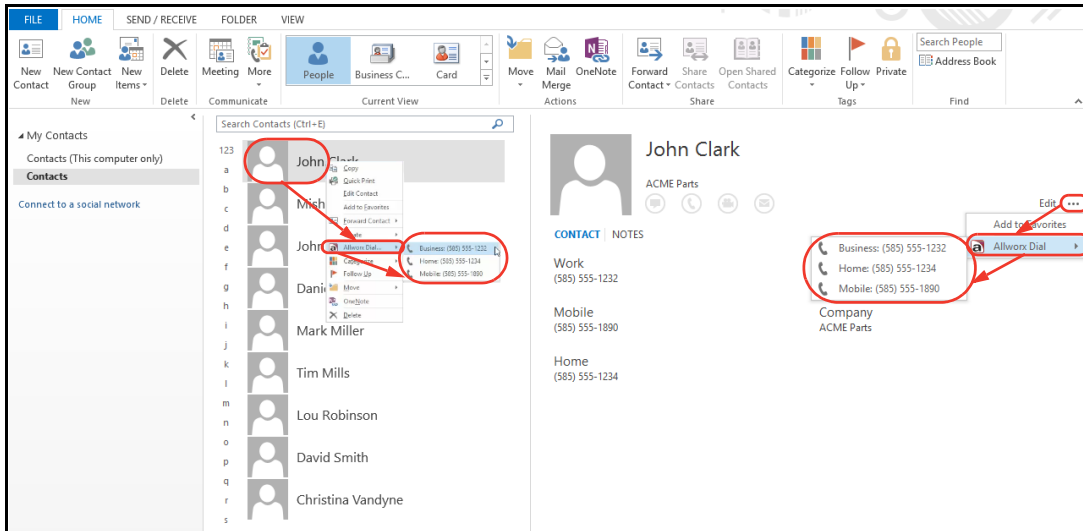 FILE HOME SEND / RECEIVE FOLDER VIEW
New Contact
New Contact Group
New Items
Delete
Meeting
More
People
Business C...
Card
Move
Mail Merge
OneNote
Forward Contact
Share Contacts
Open Shared Contacts
Categorize
Follow Up
Private
Search People
Address Book
New Delete Communicate Current View Actions Share Tags Find
My Contacts
Contacts (This computer only)
Contacts
Connect to a social network
Search Contacts (Ctrl+E)
123
a
b
c
d
e
f
g
h
i
j
k
l
m
n
o
p
q
r
s
John Clark
Mish
John
Dani
Mark Miller
Tim Mills
Lou Robinson
David Smith
Christina Vandyne
Copy
Quick Print
Edit Contact
Add to Favorites
Forward Contact
Allworx Dial...
Categorize
Follow Up
Move
OneNote
Delete
Business: (585) 555-1232
Home: (585) 555-1234
Mobile: (585) 555-1890
John Clark
ACME Parts
Edit ...
Add to Favorites
Allworx Dial
Business: (585) 555-1232
Home: (585) 555-1234
Mobile: (585) 555-1890
CONTACT NOTES
Work
(585) 555-1232
Mobile
(585) 555-1890
Company
ACME Parts
Home
(585) 555-1234